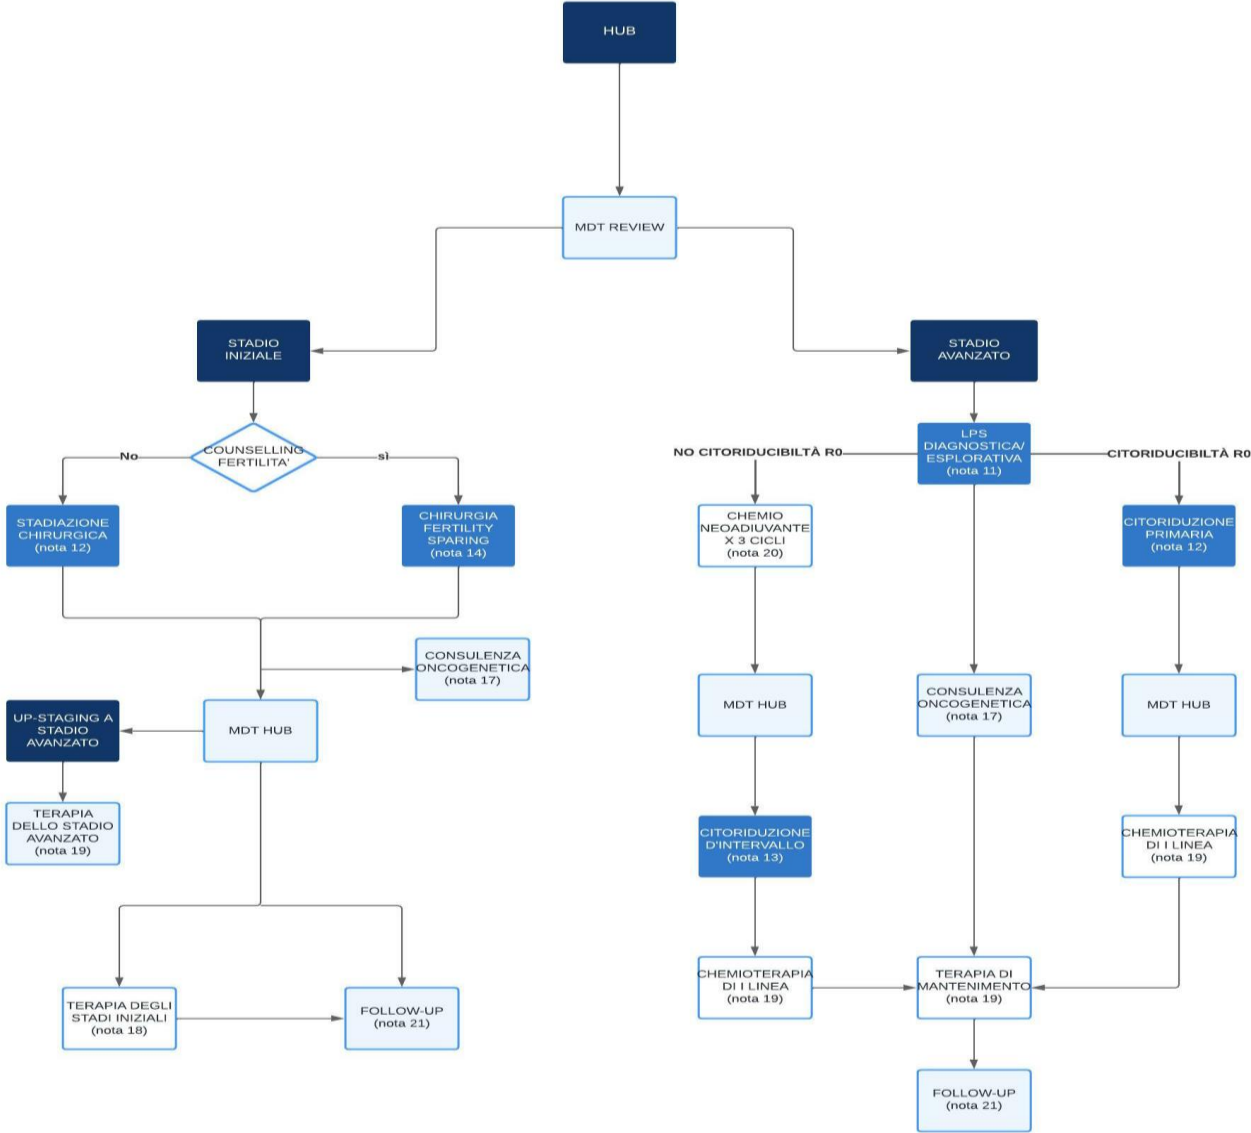 HUB
MDT REVIEW
STADIO
INIZIALE
STADIO
AVANZATO
COUNSELLING
FERTILITA'
No
sì
LPS
DIAGNOSTICA/
ESPLORATIVA
(nota 11)
NO CITORIDUCIBILTÀ R0
CITORIDUCIBILTÀ R0
STADIAZIONE
CHIRURGICA
(nota 12)
CHIRURGIA
FERTILITY
SPARING
(nota 14)
CHEMIO
NEOADIUVANTE
X 3 CICLI
(nota 20)
CITORIDUZIONE
PRIMARIA
(nota 12)
CONSULENZA
ONCOGENETICA
(nota 17)
UP-STAGING A
STADIO
AVANZATO
MDT HUB
MDT HUB
CONSULENZA
ONCOGENETICA
(nota 17)
MDT HUB
TERAPIA
DELLO STADIO
AVANZATO
(nota 19)
CITORIDUZIONE
D'INTERVALLO
(nota 13)
CHEMIOTERAPIA
DI I LINEA
(nota 19)
TERAPIA DEGLI
STADI INIZIALI
(nota 18)
FOLLOW-UP
(nota 21)
CHEMIOTERAPIA
DI I LINEA
(nota 19)
TERAPIA DI
MANTENIMENTO
(nota 19)
FOLLOW-UP
(nota 21)